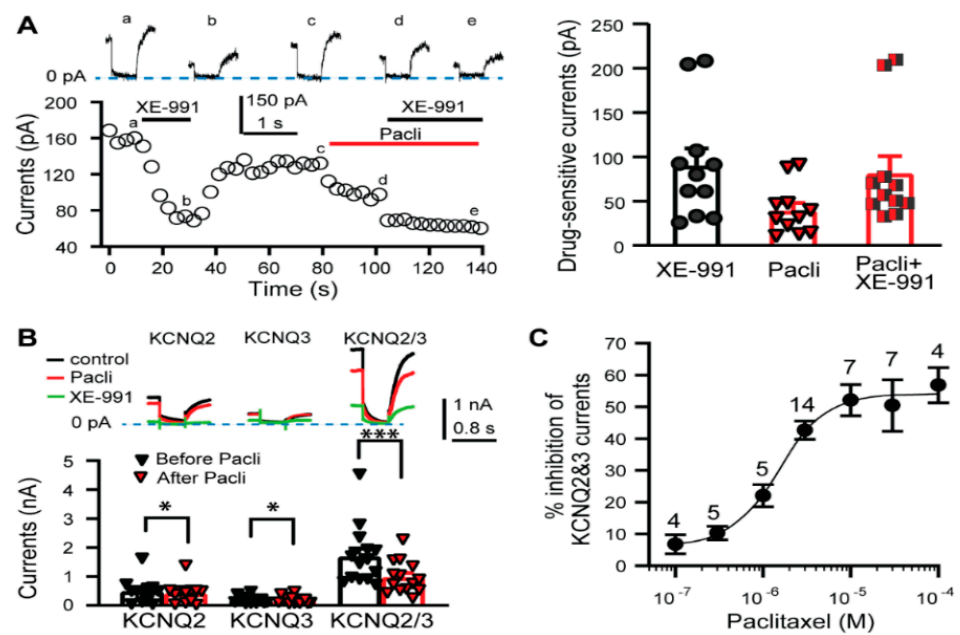 A
a b c d e
0 pA
150 pA
1 s
XE-991
XE-991
Pacli
a
b
c
d
e
Currents (pA)
160
120
80
40
0 20 40 60 80 100 120 140
Time (s)
Drug-sensitive currents (pA)
250
200
150
100
50
0
XE-991 Pacli Pacli+
XE-991
B
KCNQ2 KCNQ3 KCNQ2/3
control
Pacli
XE-991
0 pA
1 nA
0.8 s
***
Before Pacli
After Pacli
* *
Currents (nA)
5
4
3
2
1
0
KCNQ2 KCNQ3 KCNQ2/3
C
% inhibition of
KCNQ2&3 currents
70
60
50
40
30
20
10
0
4 5 5 14 7 7 4
10⁻⁷ 10⁻⁶ 10⁻⁵ 10⁻⁴
Paclitaxel (M)